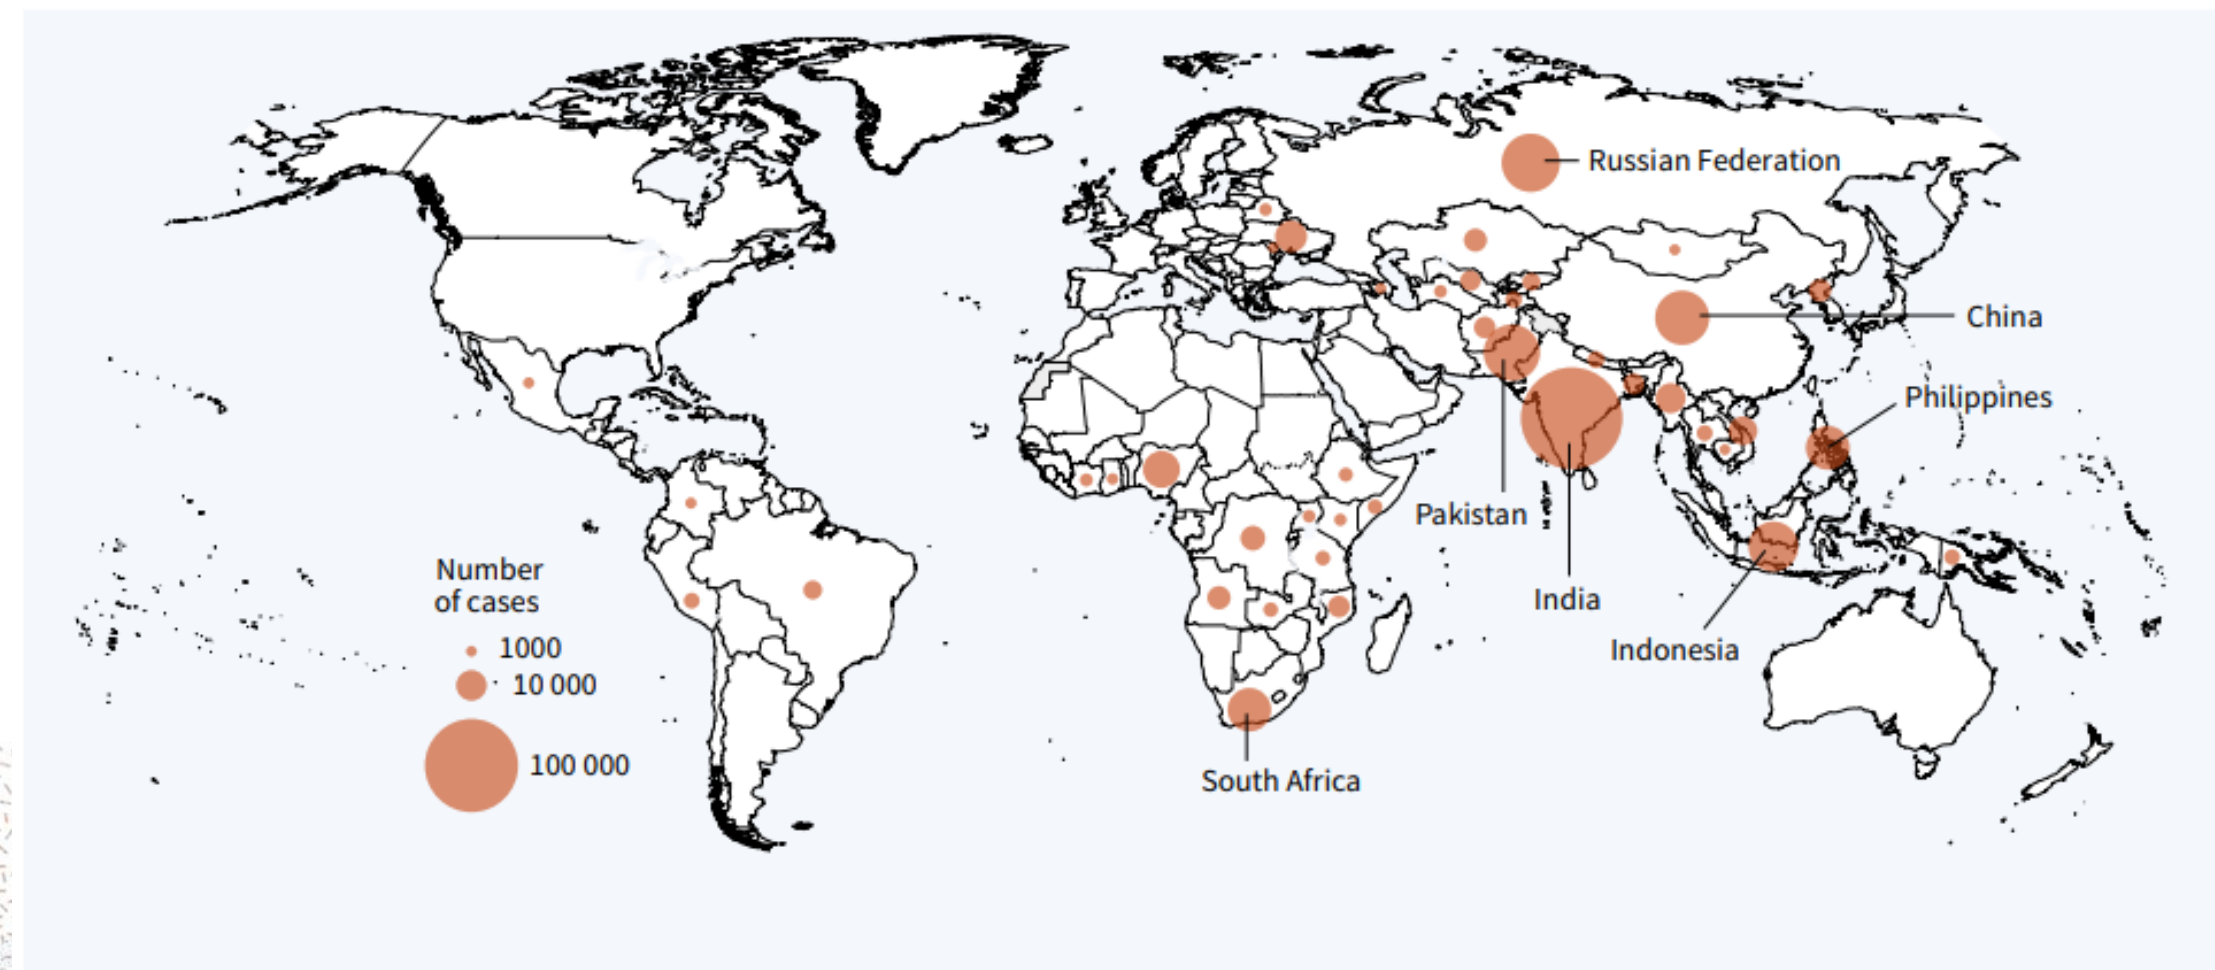 Russian Federation
China
Philippines
Pakistan
India
Indonesia
South Africa
Number
of cases
1000
10 000
100 000